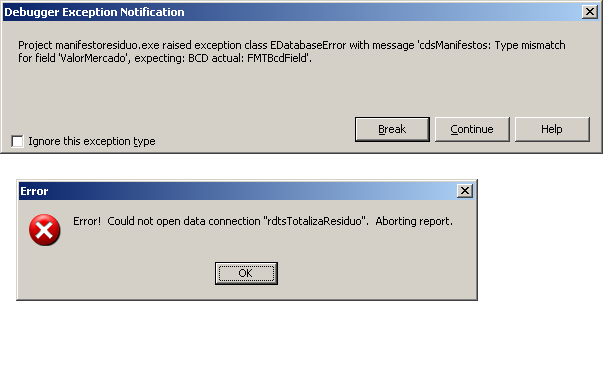 Debugger Exception Notification
Project manifestoresiduo.exe raised exception class EDatabaseError with message 'cdsManifestos: Type mismatch
for field 'ValorMercado', expecting: BCD actual: FMTBcdField'.
Break Continue Help
Ignore this exception type
Error
Error!  Could not open data connection "rdtsTotalizaResiduo".  Aborting report.
OK